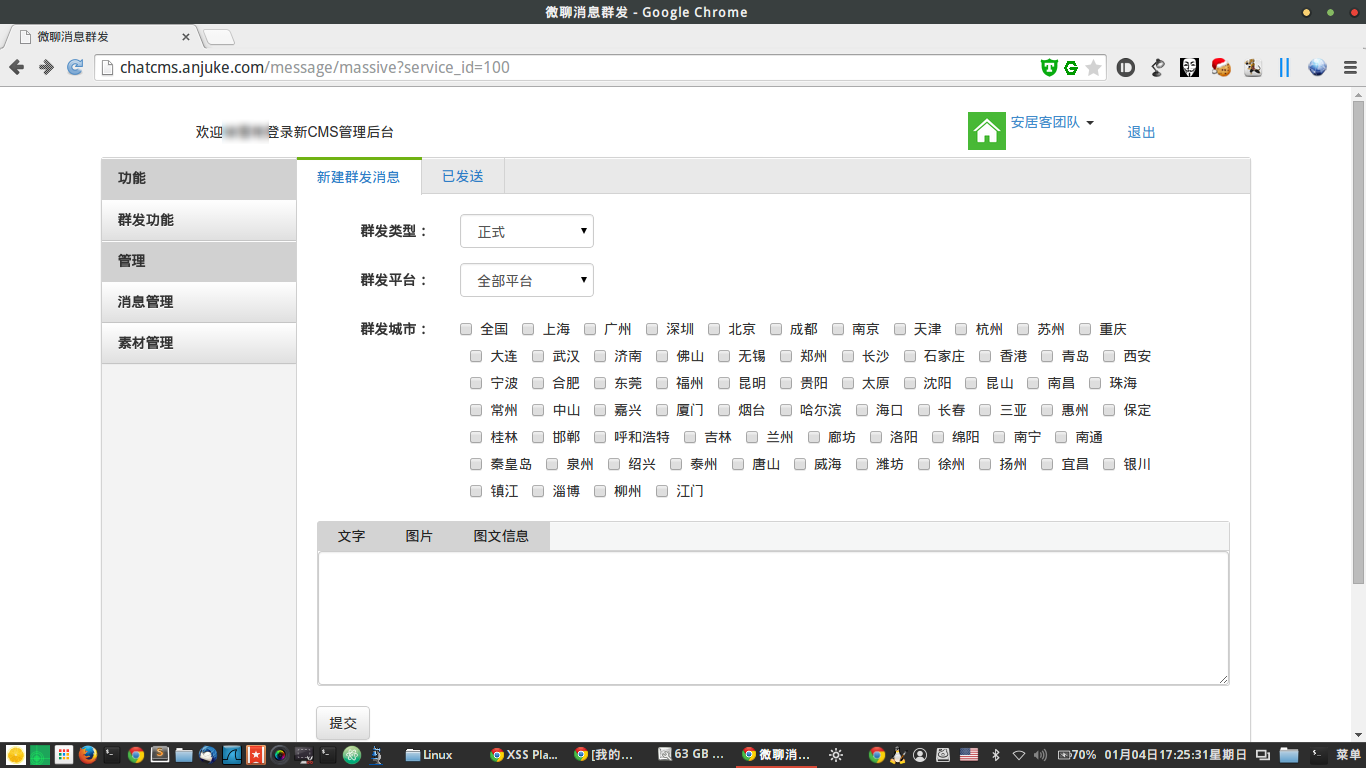 微聊消息群发 - Google Chrome
微聊消息群发
chatcms.anjuke.com/message/massive?service_id=100
欢迎 登录新CMS管理后台
安居客团队
退出
功能
群发功能
管理
消息管理
素材管理
新建群发消息 已发送
群发类型： 正式
群发平台： 全部平台
群发城市： 全国 上海 广州 深圳 北京 成都 南京 天津 杭州 苏州 重庆
大连 武汉 济南 佛山 无锡 郑州 长沙 石家庄 香港 青岛 西安
宁波 合肥 东莞 福州 昆明 贵阳 太原 沈阳 昆山 南昌 珠海
常州 中山 嘉兴 厦门 烟台 哈尔滨 海口 长春 三亚 惠州 保定
桂林 邯郸 呼和浩特 吉林 兰州 廊坊 洛阳 绵阳 南宁 南通
秦皇岛 泉州 绍兴 泰州 唐山 威海 潍坊 徐州 扬州 宜昌 银川
镇江 淄博 柳州 江门
文字 图片 图文信息
提交
Linux XSS Pla... [我的... 63 GB ... 微聊消... 70% 01月04日17:25:31星期日 菜单